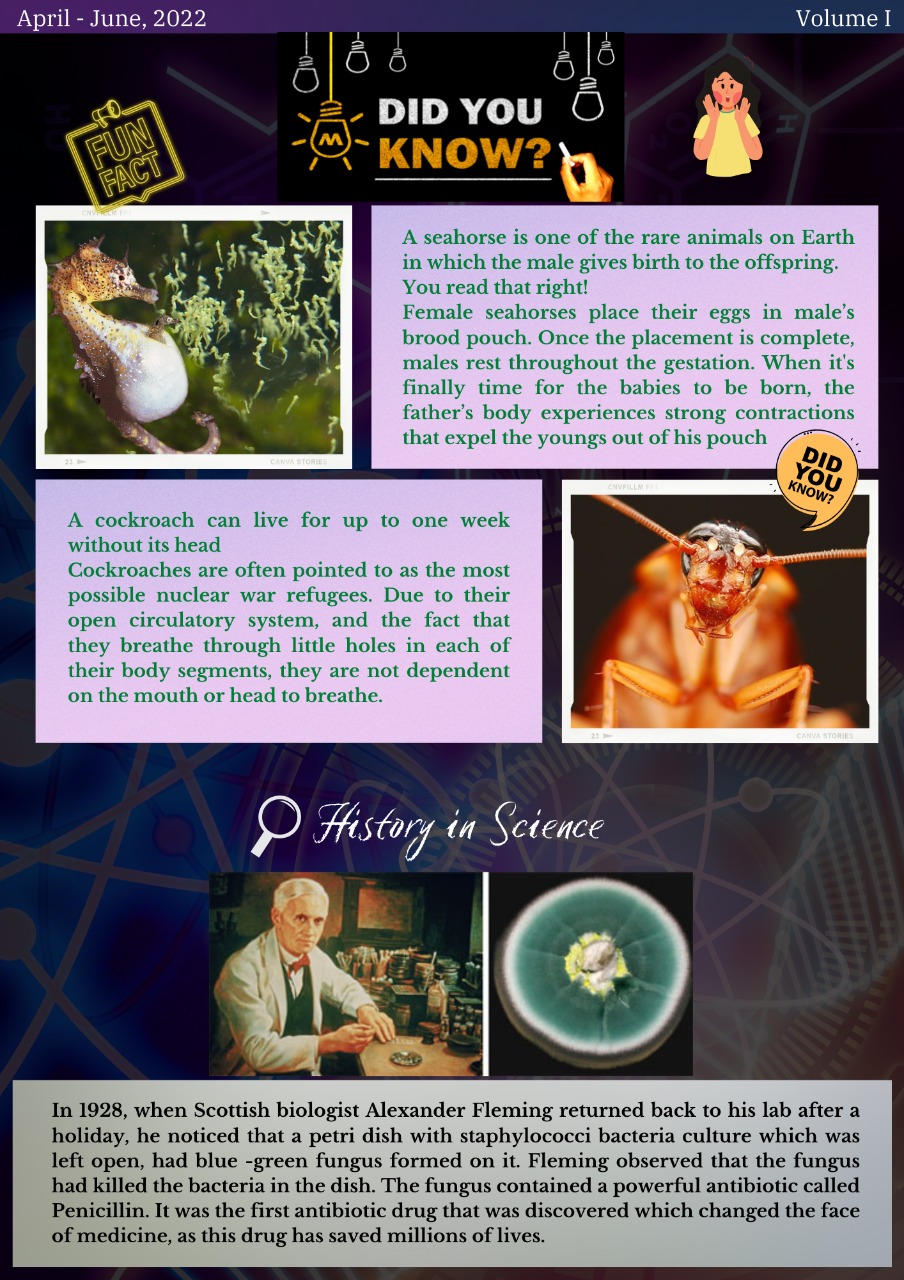 April - June, 2022
Volume I
FUN
FACT
DID YOU
KNOW?
A seahorse is one of the rare animals on Earth
in which the male gives birth to the offspring.
You read that right!
Female seahorses place their eggs in male’s
brood pouch. Once the placement is complete,
males rest throughout the gestation. When it's
finally time for the babies to be born, the
father’s body experiences strong contractions
that expel the youngs out of his pouch
23
CANVA STORIES
DID
YOU
KNOW?
A cockroach can live for up to one week
without its head
Cockroaches are often pointed to as the most
possible nuclear war refugees. Due to their
open circulatory system, and the fact that
they breathe through little holes in each of
their body segments, they are not dependent
on the mouth or head to breathe.
23
CANVA STORIES
History in Science
In 1928, when Scottish biologist Alexander Fleming returned back to his lab after a
holiday, he noticed that a petri dish with staphylococci bacteria culture which was
left open, had blue -green fungus formed on it. Fleming observed that the fungus
had killed the bacteria in the dish. The fungus contained a powerful antibiotic called
Penicillin. It was the first antibiotic drug that was discovered which changed the face
of medicine, as this drug has saved millions of lives.